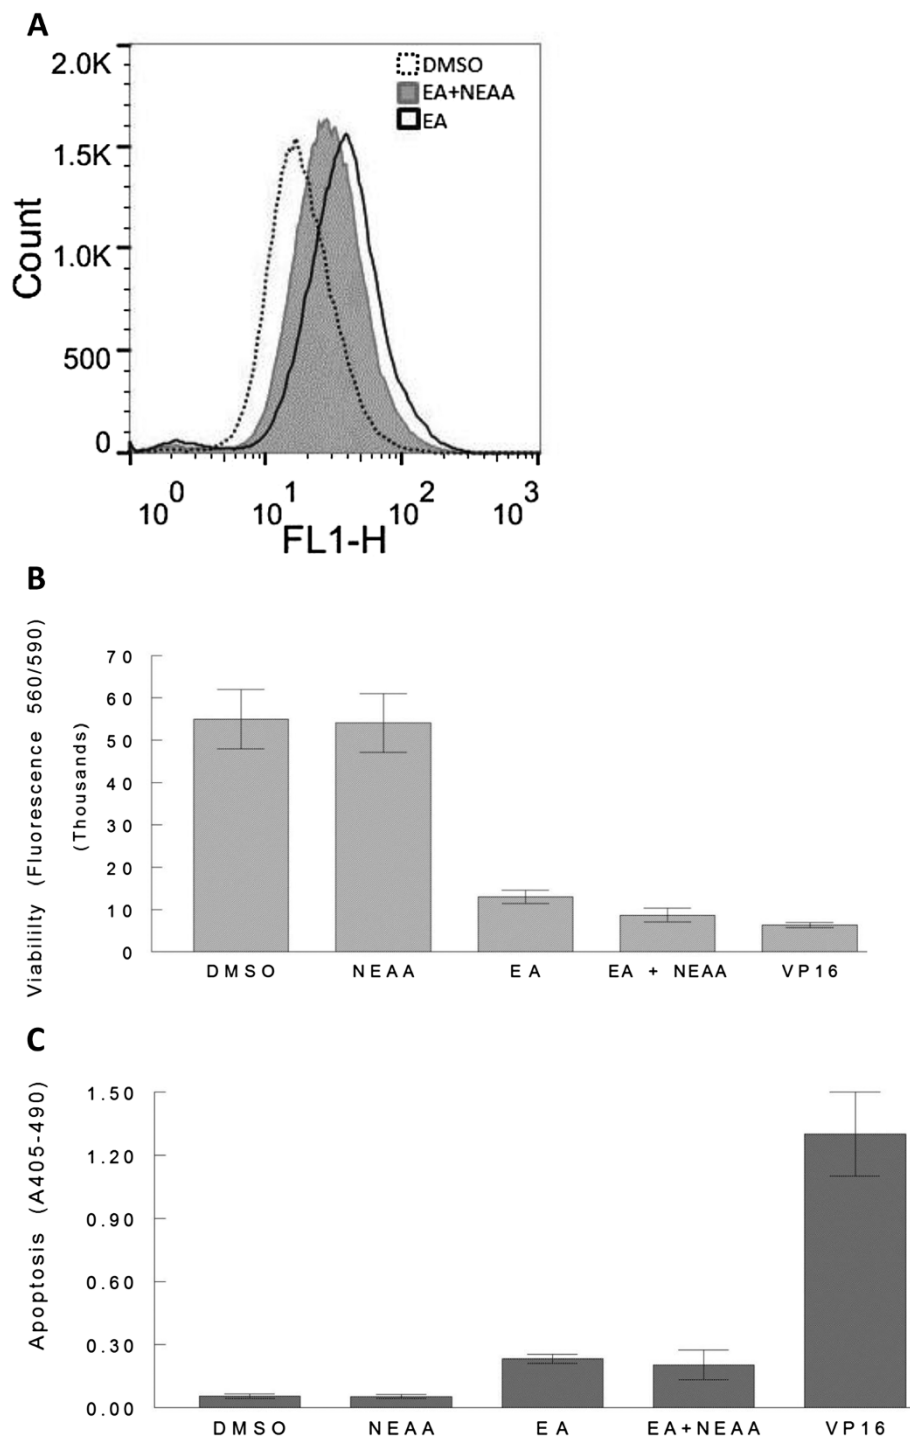 A
2.0K
1.5K
1.0K
500
0
Count
DMSO
EA+NEAA
EA
10^0 10^1 10^2 10^3
FL1-H
B
Viabililty (Fluorescence 560/590)
(Thousands)
70
60
50
40
30
20
10
0
DMSO NEAA EA EA + NEAA VP16
C
Apoptosis (A405-490)
1.50
1.20
0.90
0.60
0.30
0.00
DMSO NEAA EA EA+NEAA VP16